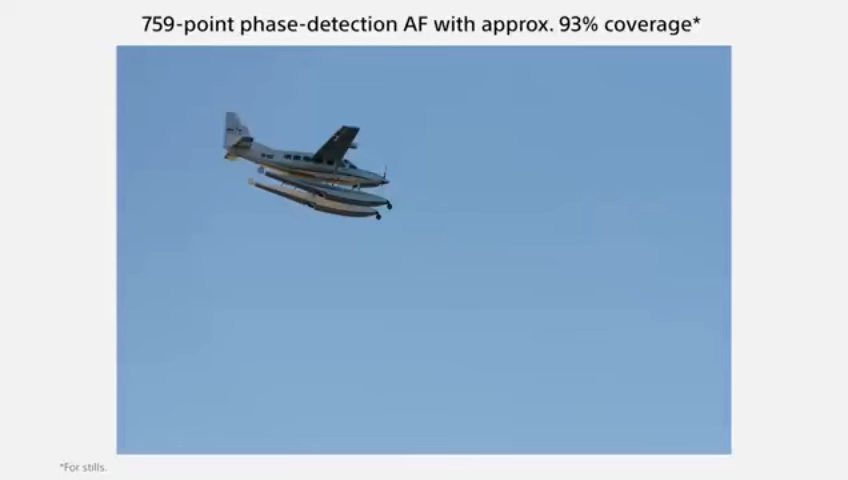 759-point phase-detection AF with approx. 93% coverage*
*For stills.